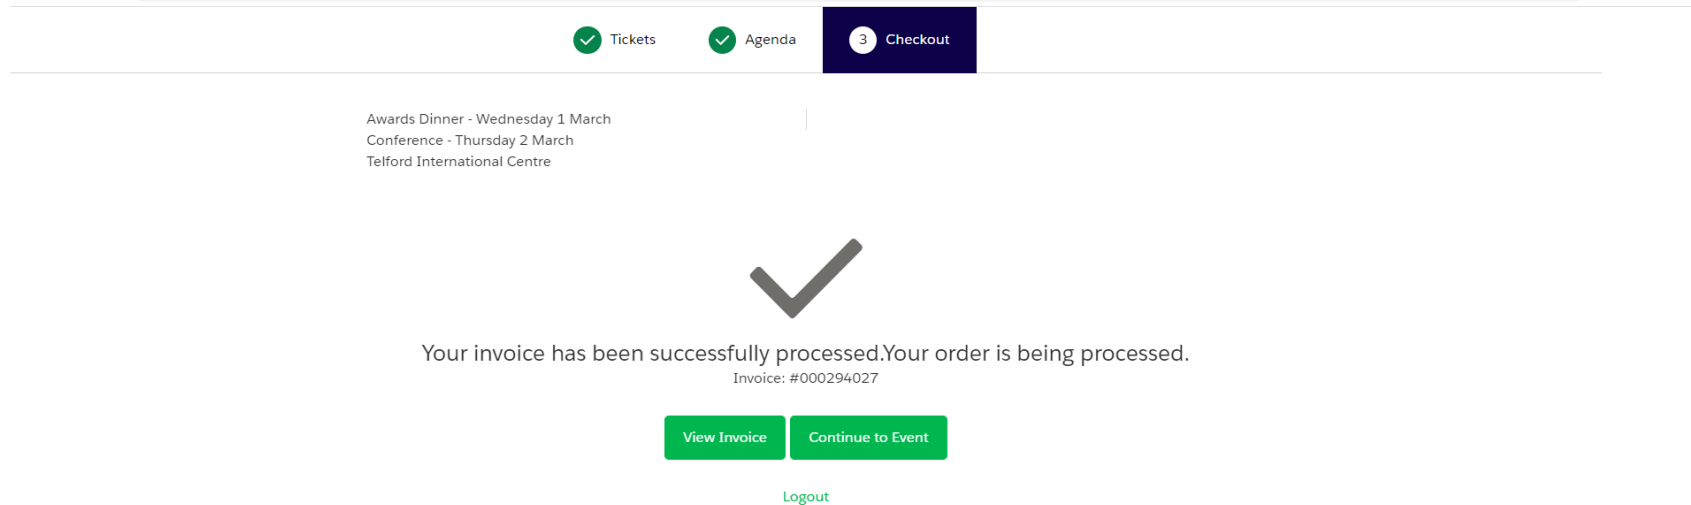 Tickets
Agenda
3 Checkout
Awards Dinner - Wednesday 1 March
Conference - Thursday 2 March
Telford International Centre
Your invoice has been successfully processed.Your order is being processed.
Invoice: #000294027
View Invoice
Continue to Event
Logout